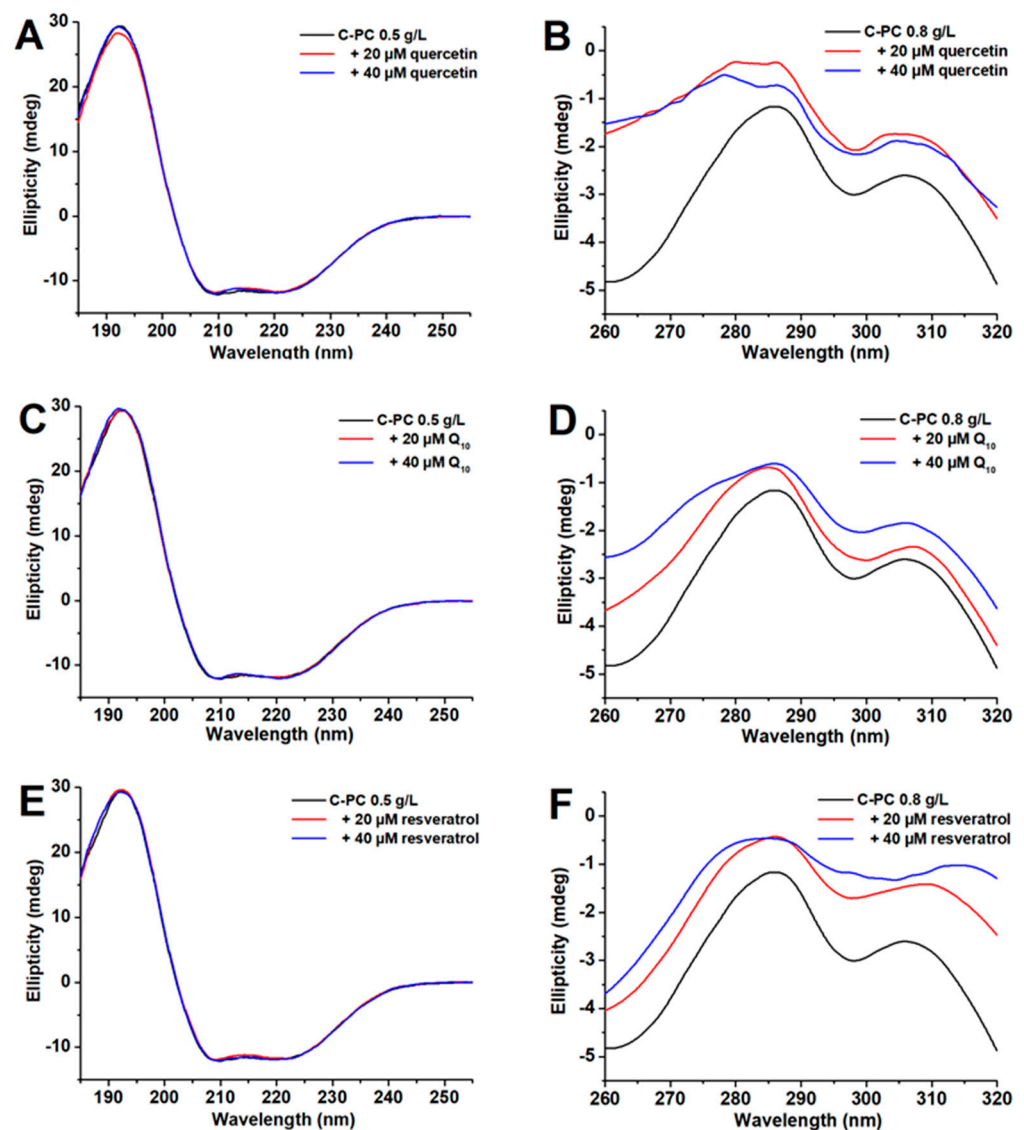 A
C-PC 0.5 g/L
+ 20 µM quercetin
+ 40 µM quercetin
Ellipticity (mdeg)
30
20
10
0
-10
190 200 210 220 230 240 250
Wavelength (nm)
B
C-PC 0.8 g/L
+ 20 µM quercetin
+ 40 µM quercetin
Ellipticity (mdeg)
0
-1
-2
-3
-4
-5
260 270 280 290 300 310 320
Wavelength (nm)
C
C-PC 0.5 g/L
+ 20 µM Q10
+ 40 µM Q10
Ellipticity (mdeg)
30
20
10
0
-10
190 200 210 220 230 240 250
Wavelength (nm)
D
C-PC 0.8 g/L
+ 20 µM Q10
+ 40 µM Q10
Ellipticity (mdeg)
0
-1
-2
-3
-4
-5
260 270 280 290 300 310 320
Wavelength (nm)
E
C-PC 0.5 g/L
+ 20 µM resveratrol
+ 40 µM resveratrol
Ellipticity (mdeg)
30
20
10
0
-10
190 200 210 220 230 240 250
Wavelength (nm)
F
C-PC 0.8 g/L
+ 20 µM resveratrol
+ 40 µM resveratrol
Ellipticity (mdeg)
0
-1
-2
-3
-4
-5
260 270 280 290 300 310 320
Wavelength (nm)